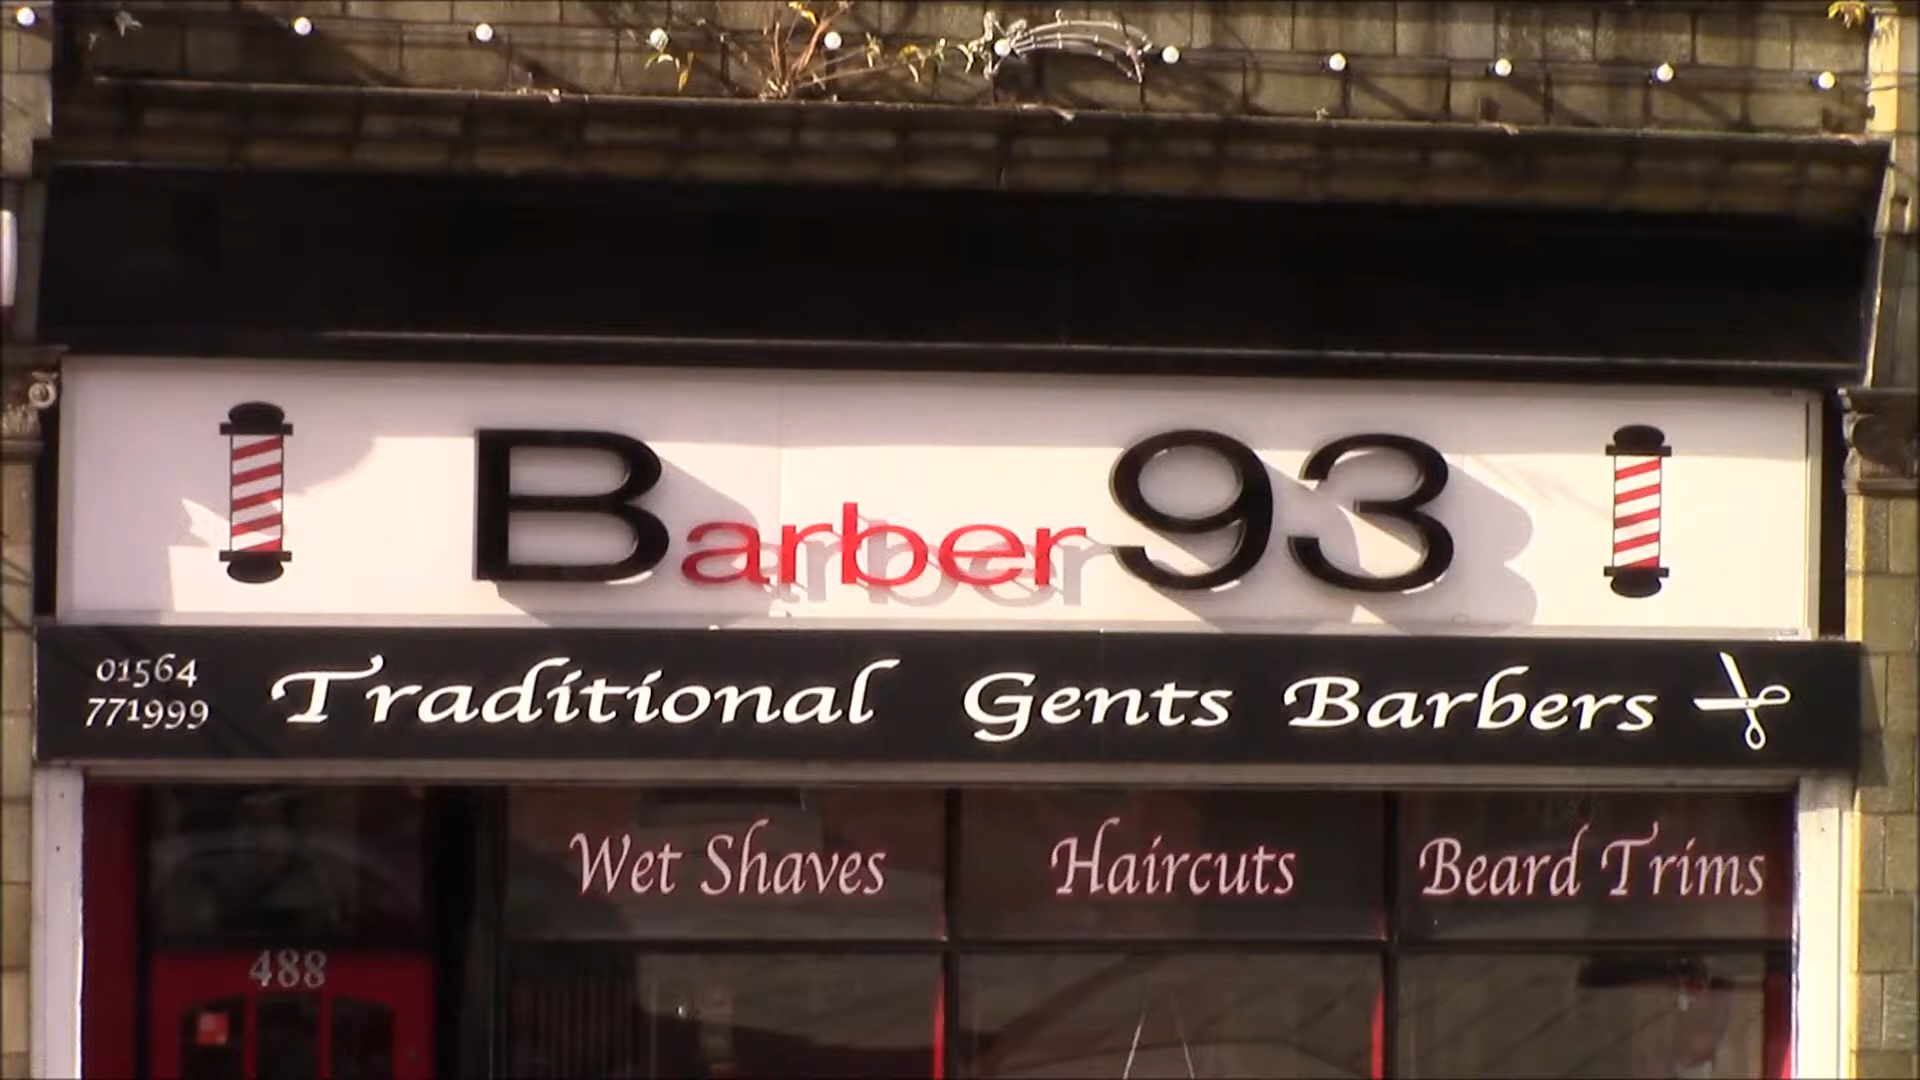 Barber 93
01564
771999
Traditional Gents Barbers
Wet Shaves
Haircuts
Beard Trims
488